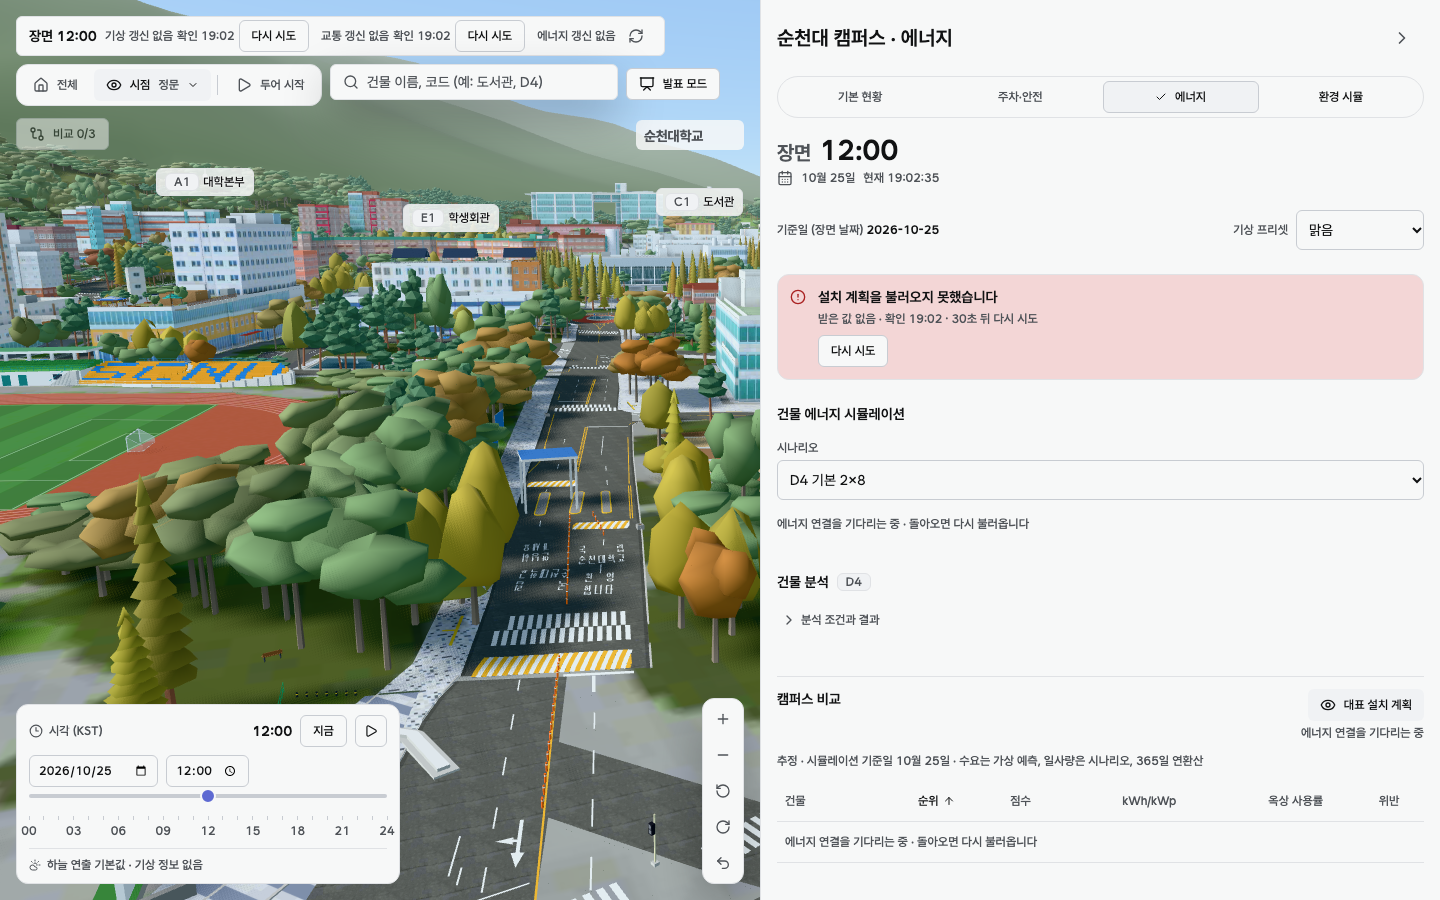 장면 12:00 기상 갱신 없음 확인 19:02 다시 시도 교통 갱신 없음 확인 19:02 다시 시도 에너지 갱신 없음
전체 시점 정문 투어 시작 건물 이름, 코드 (예: 도서관, D4) 발표 모드
비교 0/3
순천대학교
A1 대학본부
C1 도서관
E1 학생회관
SCNU
시각 (KST) 12:00 지금
2026/10/25 12:00
00 03 06 09 12 15 18 21 24
하늘 연출 기본값 · 기상 정보 없음
순천대 캠퍼스 · 에너지
기본 현황 주차·안전 에너지 환경 시뮬
장면 12:00
10월 25일 현재 19:02:35
기준일 (장면 날짜) 2026-10-25 기상 프리셋 맑음
설치 계획을 불러오지 못했습니다
받은 값 없음 · 확인 19:02 · 30초 뒤 다시 시도
다시 시도
건물 에너지 시뮬레이션
시나리오
D4 기본 2×8
에너지 연결을 기다리는 중 · 돌아오면 다시 불러옵니다
건물 분석 D4
분석 조건과 결과
캠퍼스 비교 대표 설치 계획
에너지 연결을 기다리는 중
추정 · 시뮬레이션 기준일 10월 25일 · 수요는 가상 예측, 일사량은 시나리오, 365일 연환산
건물 순위 점수 kWh/kWp 옥상 사용률 위반
에너지 연결을 기다리는 중 · 돌아오면 다시 불러옵니다